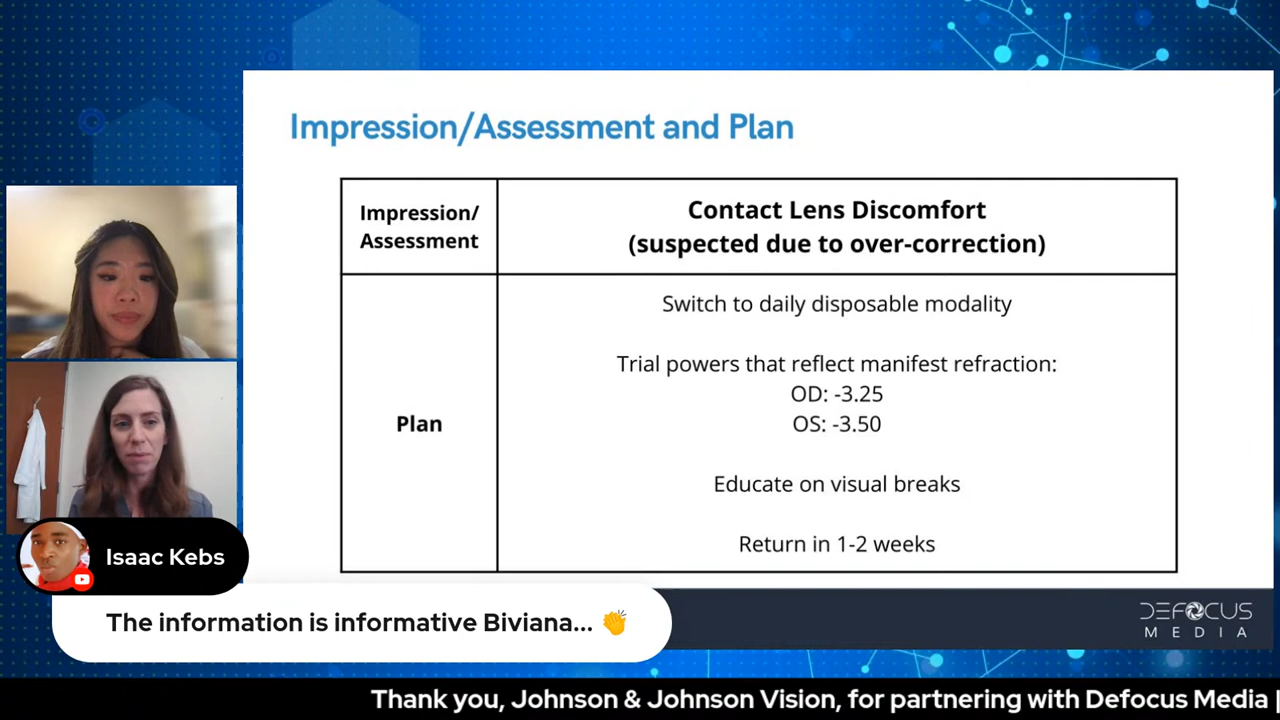 Impression/Assessment and Plan
Impression/
Assessment
Contact Lens Discomfort
(suspected due to over-correction)
Plan
Switch to daily disposable modality
Trial powers that reflect manifest refraction:
OD: -3.25
OS: -3.50
Educate on visual breaks
Return in 1-2 weeks
Isaac Kebs
The information is informative Biviana... 👏
DEFOCUS
MEDIA
Thank you, Johnson & Johnson Vision, for partnering with Defocus Media |